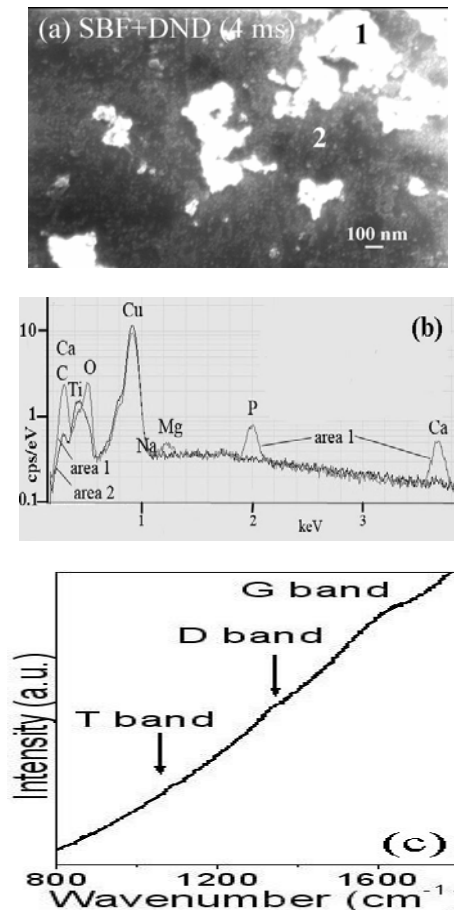 (a) SBF+DND (4 ms)
1
2
100 nm
(b)
Cu
10
Ca
C
O
Ti
1
cps/eV
area 1
area 2
0.1
Na
Mg
P
area 1
Ca
1
2
3
keV
G band
D band
T band
Intensity (a.u.)
(c)
800
1200
1600
Wavenumber (cm⁻¹